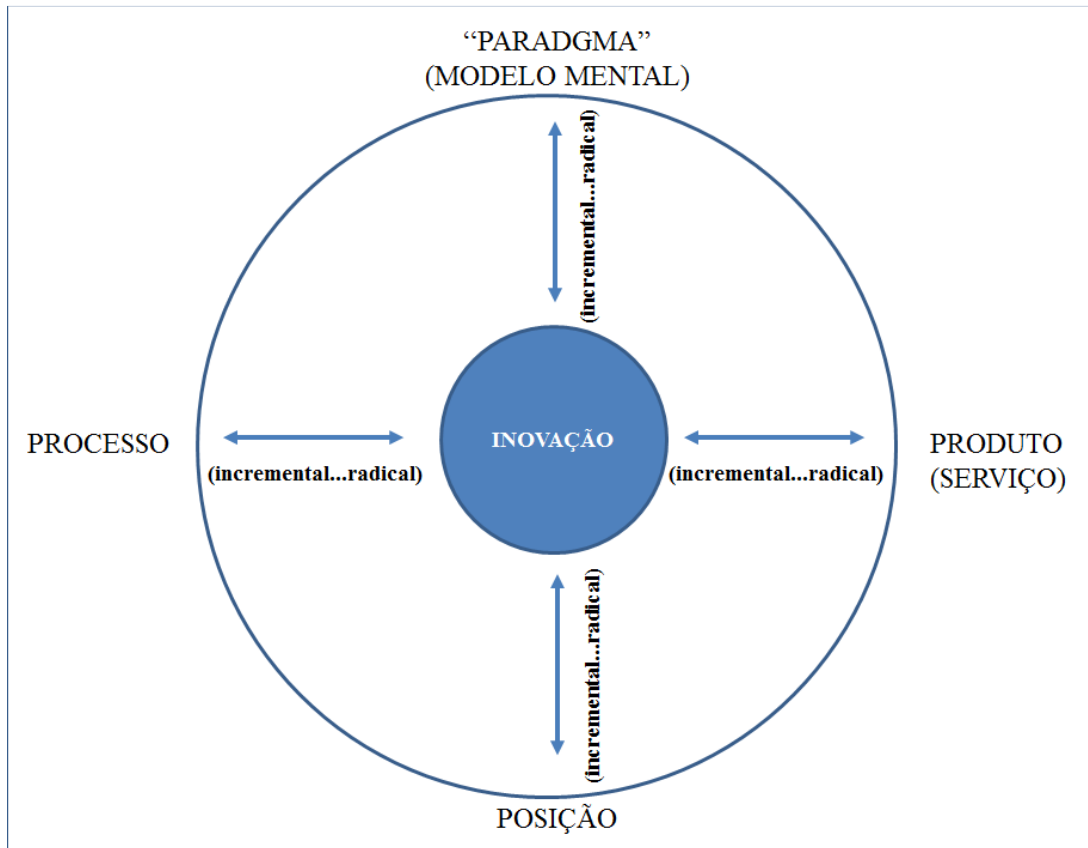 “PARADGMA”
(MODELO MENTAL)
(incremental...radical)
PROCESSO
INOVAÇÃO
PRODUTO
(SERVIÇO)
(incremental...radical)
(incremental...radical)
(incremental...radical)
POSIÇÃO